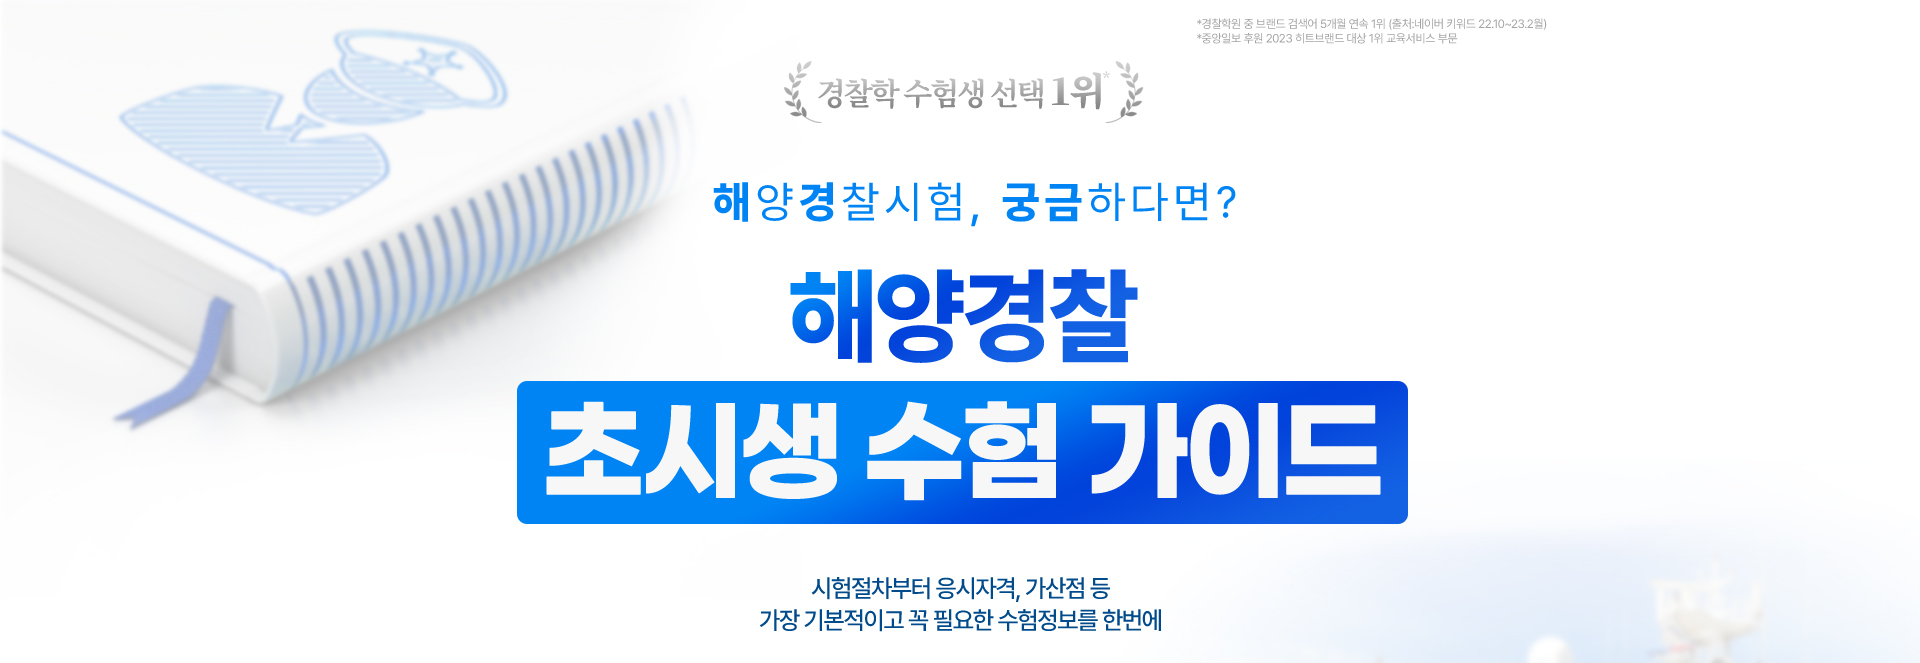 *경찰학원 중 브랜드 검색어 5개월 연속 1위 (출처:네이버 키워드 22.10~23.2월)
*중앙일보 후원 2023 히트브랜드 대상 1위 교육서비스 부문
경찰학 수험생 선택 1위*
해양경찰시험, 궁금하다면?
해양경찰
초시생 수험 가이드
시험절차부터 응시자격, 가산점 등
가장 기본적이고 꼭 필요한 수험정보를 한번에